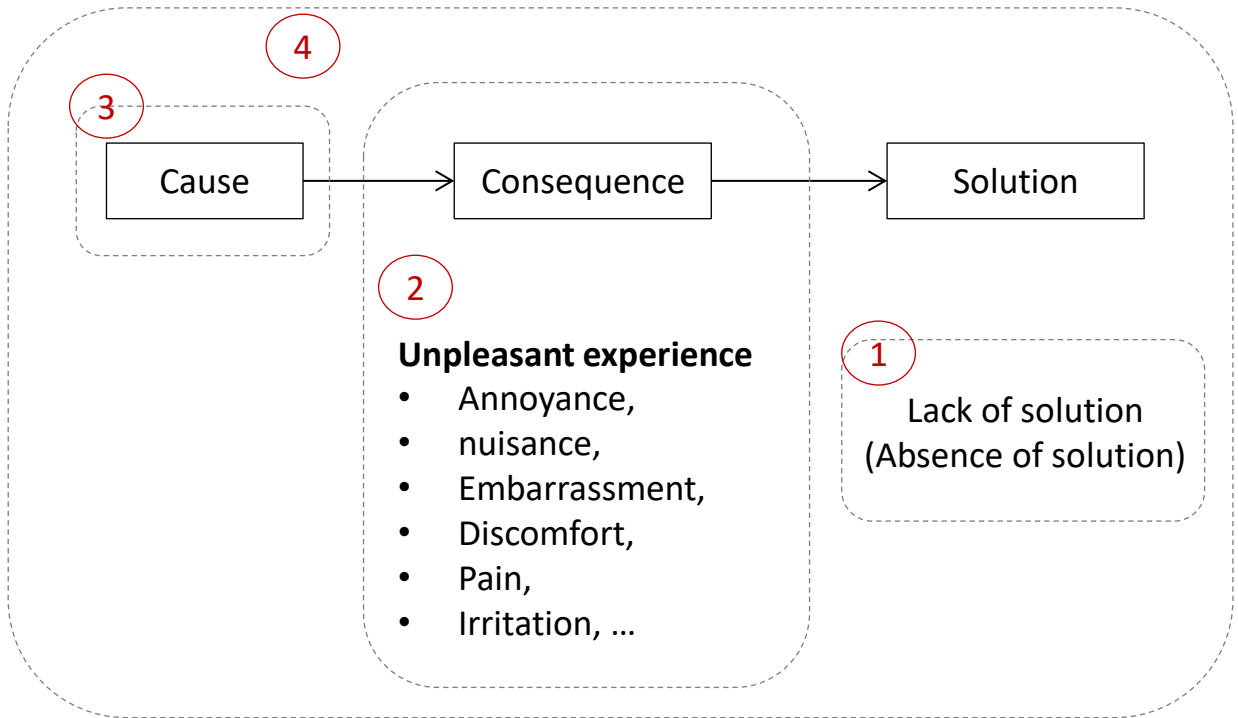 4
3
Cause
Consequence
Solution
2
Unpleasant experience
• Annoyance,
• nuisance,
• Embarrassment,
• Discomfort,
• Pain,
• Irritation, …
1
Lack of solution
(Absence of solution)